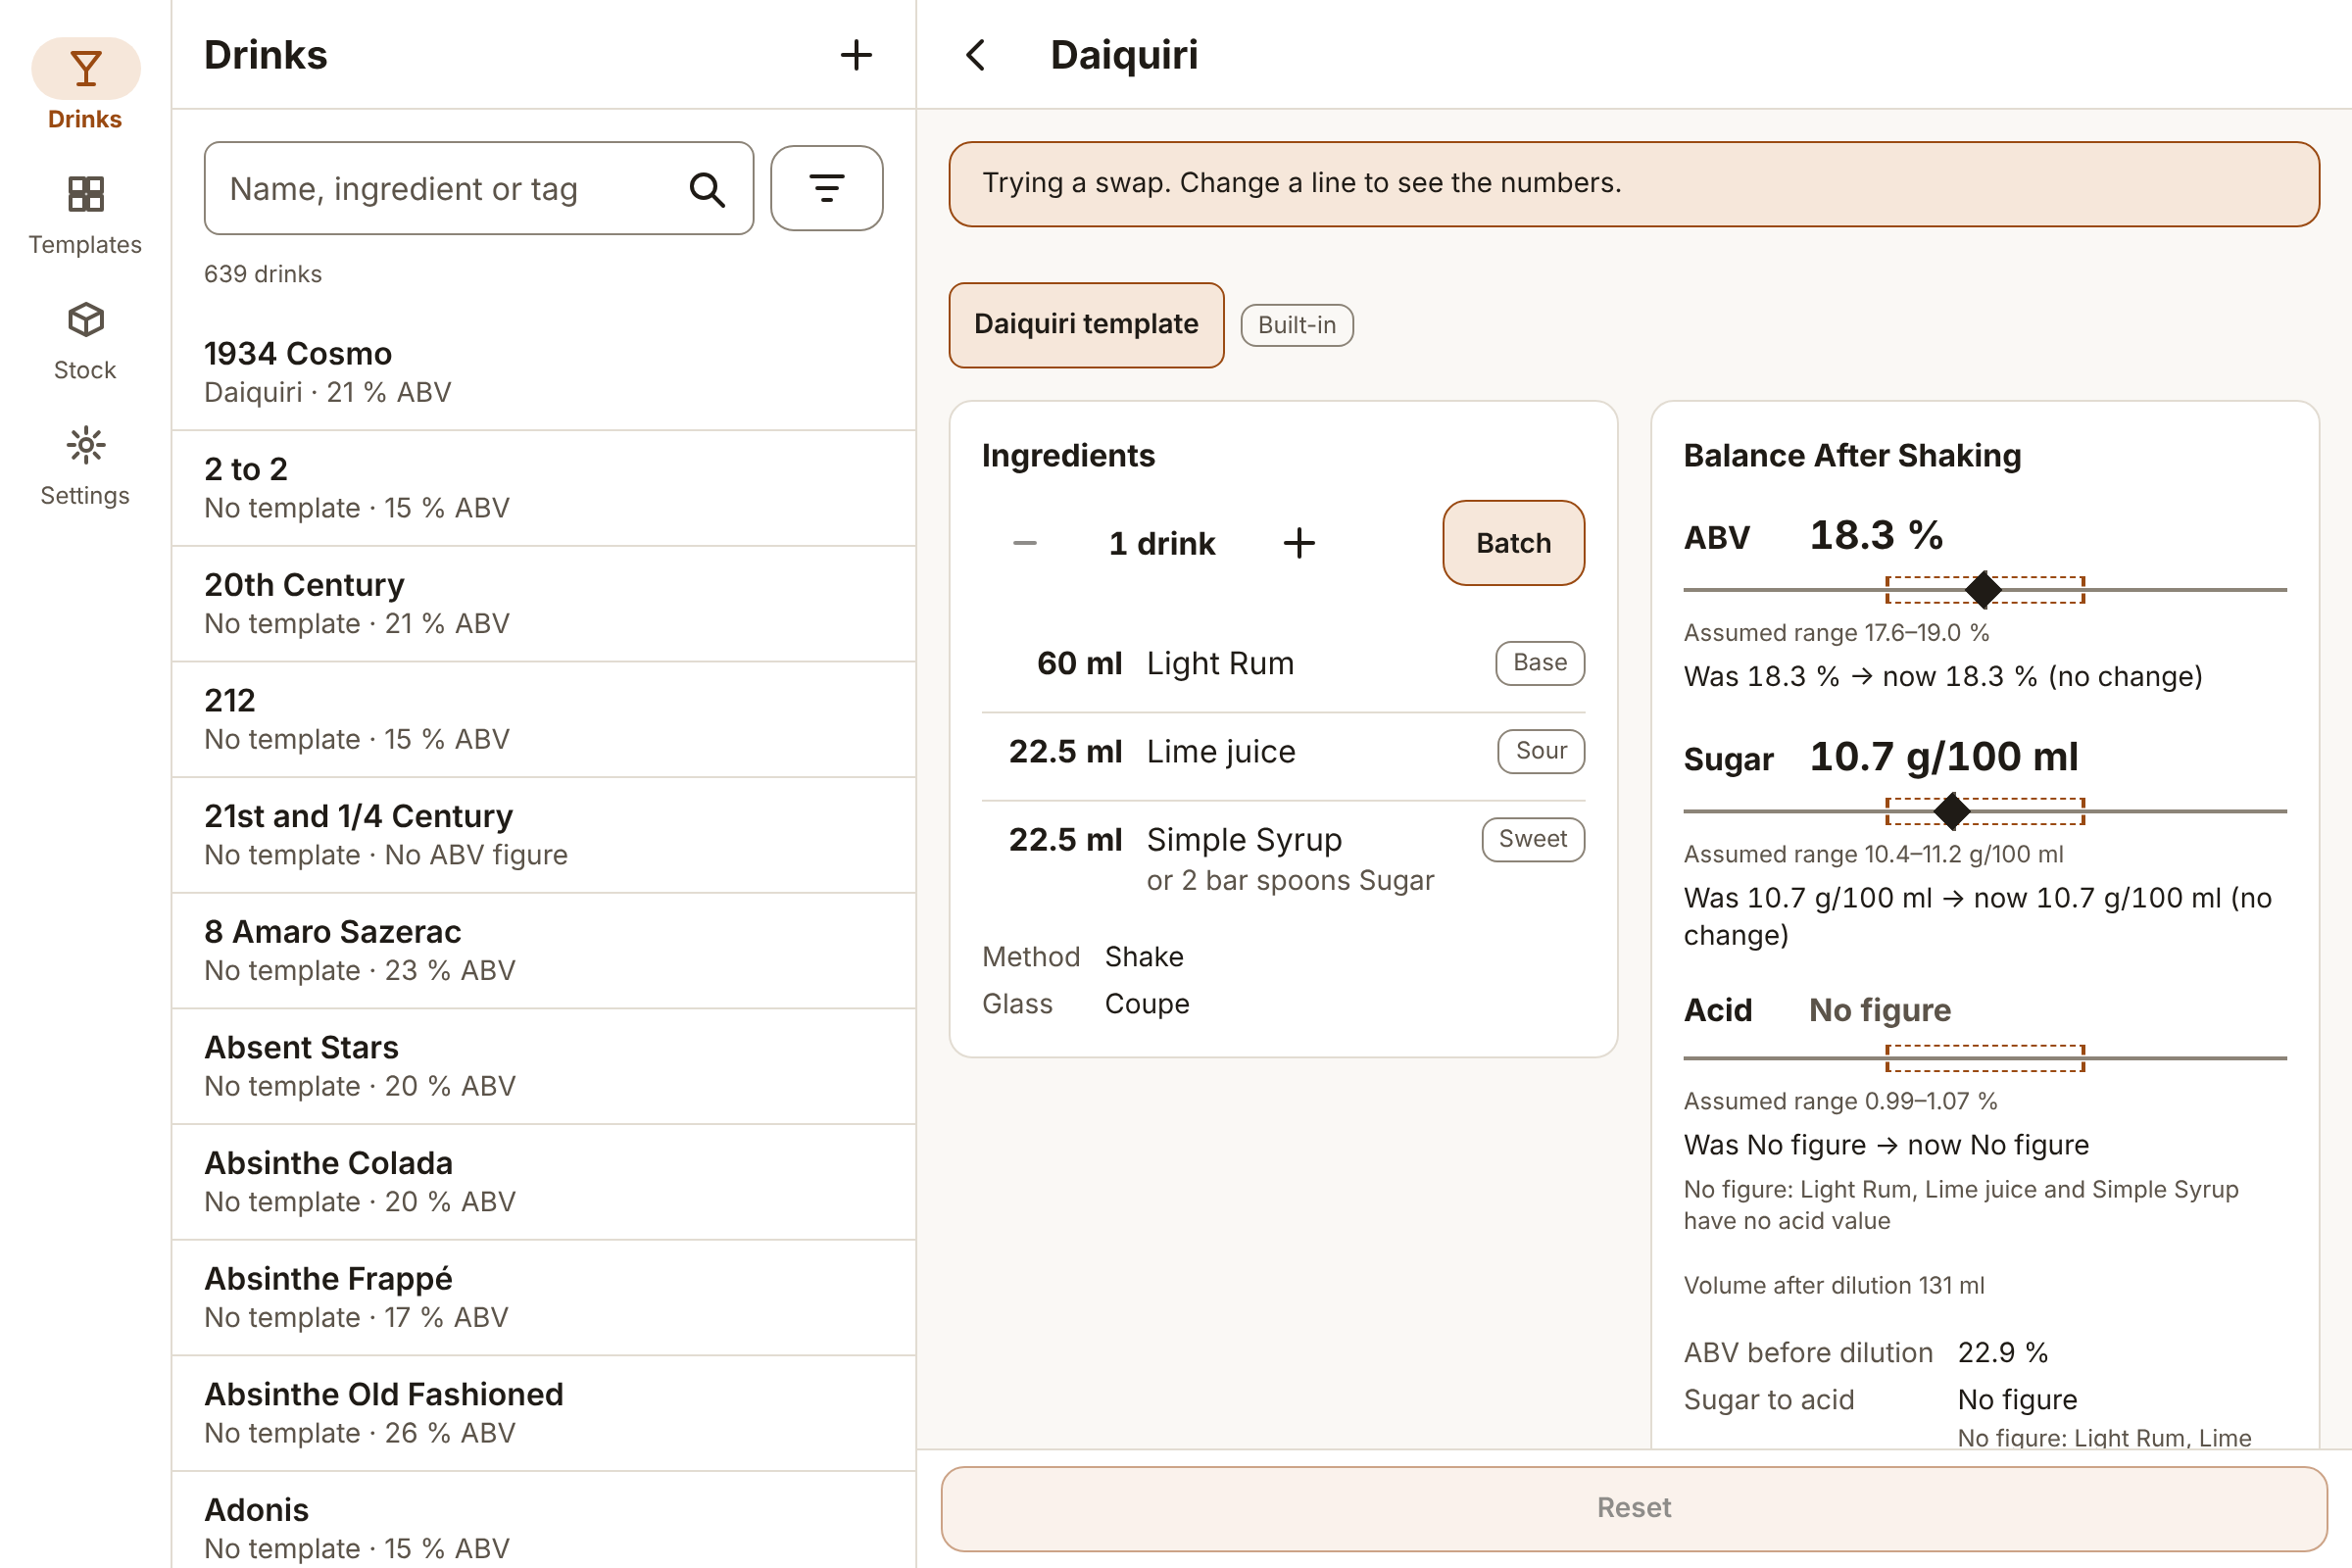 Drinks
Templates
Stock
Settings
Drinks
Name, ingredient or tag
639 drinks
1934 Cosmo
Daiquiri · 21 % ABV
2 to 2
No template · 15 % ABV
20th Century
No template · 21 % ABV
212
No template · 15 % ABV
21st and 1/4 Century
No template · No ABV figure
8 Amaro Sazerac
No template · 23 % ABV
Absent Stars
No template · 20 % ABV
Absinthe Colada
No template · 20 % ABV
Absinthe Frappé
No template · 17 % ABV
Absinthe Old Fashioned
No template · 26 % ABV
Adonis
No template · 15 % ABV
Daiquiri
Trying a swap. Change a line to see the numbers.
Daiquiri template
Built-in
Ingredients
1 drink
Batch
60 ml Light Rum Base
22.5 ml Lime juice Sour
22.5 ml Simple Syrup Sweet
or 2 bar spoons Sugar
Method Shake
Glass Coupe
Balance After Shaking
ABV 18.3 %
Assumed range 17.6–19.0 %
Was 18.3 % → now 18.3 % (no change)
Sugar 10.7 g/100 ml
Assumed range 10.4–11.2 g/100 ml
Was 10.7 g/100 ml → now 10.7 g/100 ml (no
change)
Acid No figure
Assumed range 0.99–1.07 %
Was No figure → now No figure
No figure: Light Rum, Lime juice and Simple Syrup
have no acid value
Volume after dilution 131 ml
ABV before dilution 22.9 %
Sugar to acid No figure
No figure: Light Rum, Lime
Reset